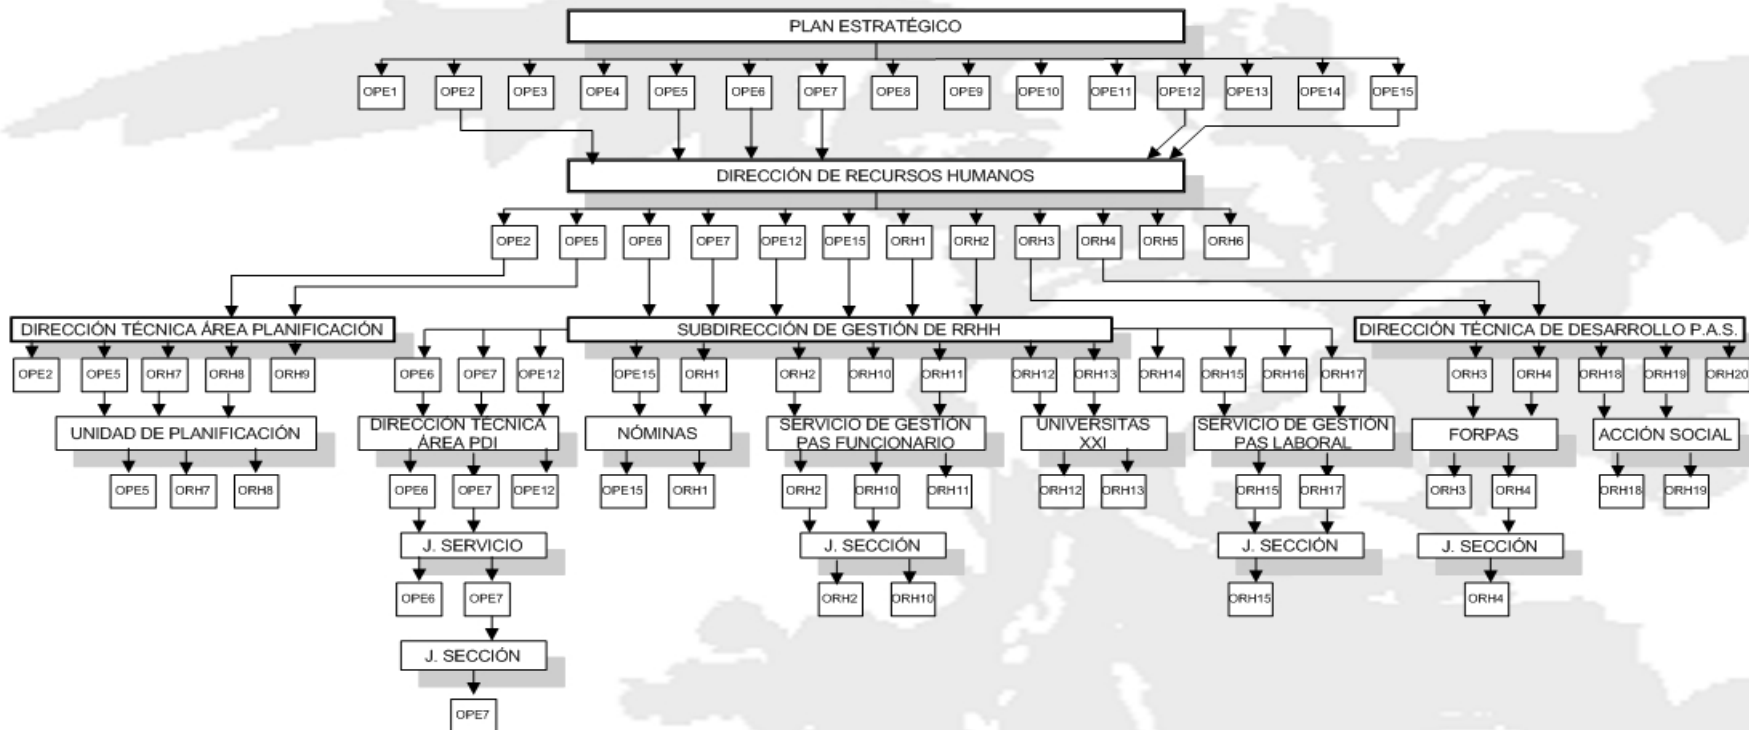 PLAN ESTRATÉGICO
OPE1 OPE2 OPE3 OPE4 OPE5 OPE6 OPE7 OPE8 OPE9 OPE10 OPE11 OPE12 OPE13 OPE14 OPE15
DIRECCIÓN DE RECURSOS HUMANOS
OPE2 OPE5 OPE6 OPE7 OPE12 OPE15 ORH1 ORH2 ORH3 ORH4 ORH5 ORH6
DIRECCIÓN TÉCNICA ÁREA PLANIFICACIÓN SUBDIRECCIÓN DE GESTIÓN DE RRHH DIRECCIÓN TÉCNICA DE DESARROLLO P.A.S.
OPE2 OPE5 ORH7 ORH8 ORH9 OPE6 OPE7 OPE12 OPE15 ORH1 ORH2 ORH10 ORH11 ORH12 ORH13 ORH14 ORH15 ORH16 ORH17 ORH3 ORH4 ORH18 ORH19 ORH20
UNIDAD DE PLANIFICACIÓN
DIRECCIÓN TÉCNICA
ÁREA PDI
NÓMINAS
SERVICIO DE GESTIÓN
PAS FUNCIONARIO
UNIVERSITAS
XXI
SERVICIO DE GESTIÓN
PAS LABORAL
FORPAS
ACCIÓN SOCIAL
OPE5 ORH7 ORH8 OPE6 OPE7 OPE12 OPE15 ORH1 ORH2 ORH10 ORH11 ORH12 ORH13 ORH15 ORH17 ORH3 ORH4 ORH18 ORH19
J. SERVICIO J. SECCIÓN J. SECCIÓN J. SECCIÓN
OPE6 OPE7 ORH2 ORH10 ORH15 ORH4
J. SECCIÓN
OPE7